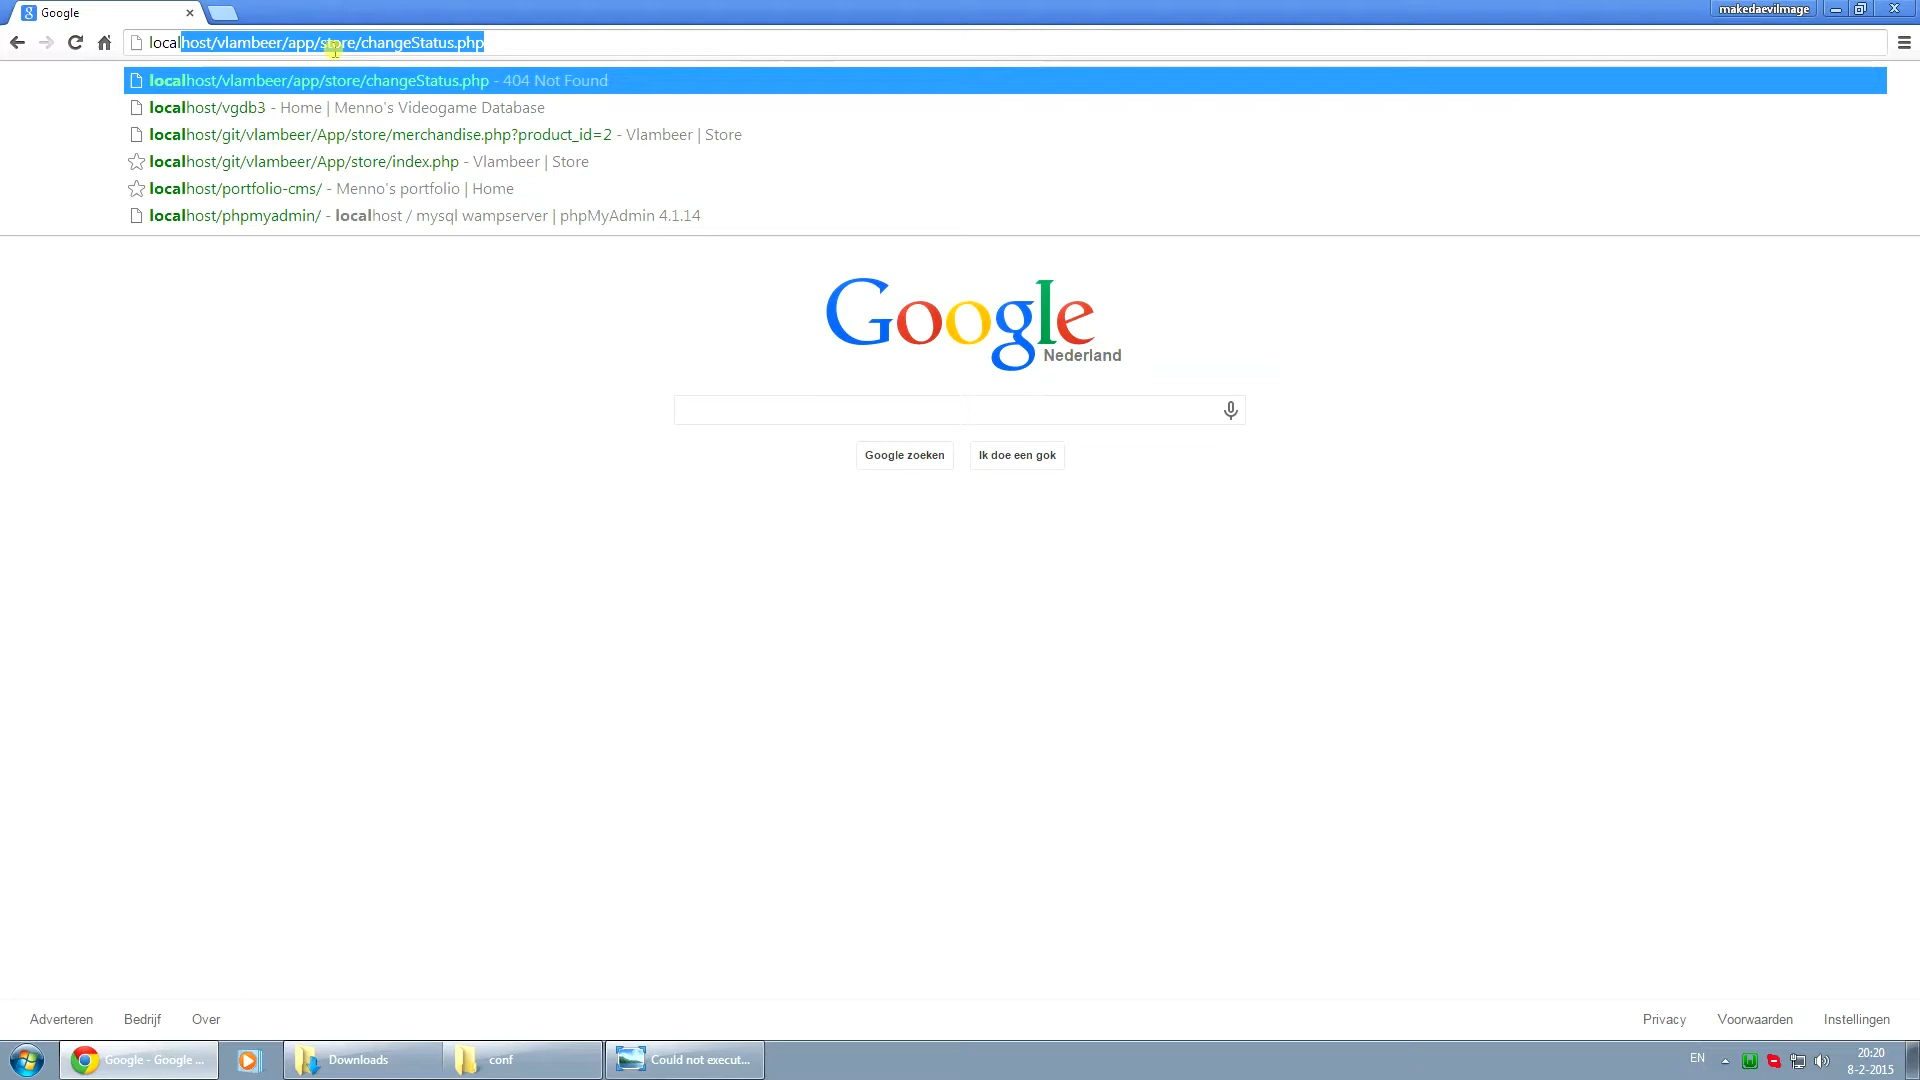 Google
makedaevilmage
localhost/vlambeer/app/store/changeStatus.php
localhost/vlambeer/app/store/changeStatus.php - 404 Not Found
localhost/vgdb3 - Home | Menno's Videogame Database
localhost/git/vlambeer/App/store/merchandise.php?product_id=2 - Vlambeer | Store
localhost/git/vlambeer/App/store/index.php - Vlambeer | Store
localhost/portfolio-cms/ - Menno's portfolio | Home
localhost/phpmyadmin/ - localhost / mysql wampserver | phpMyAdmin 4.1.14
Google
Nederland
Google zoeken Ik doe een gok
Adverteren Bedrijf Over Privacy Voorwaarden Instellingen
Google - Google ... Downloads conf Could not execut... EN 20:20
8-2-2015